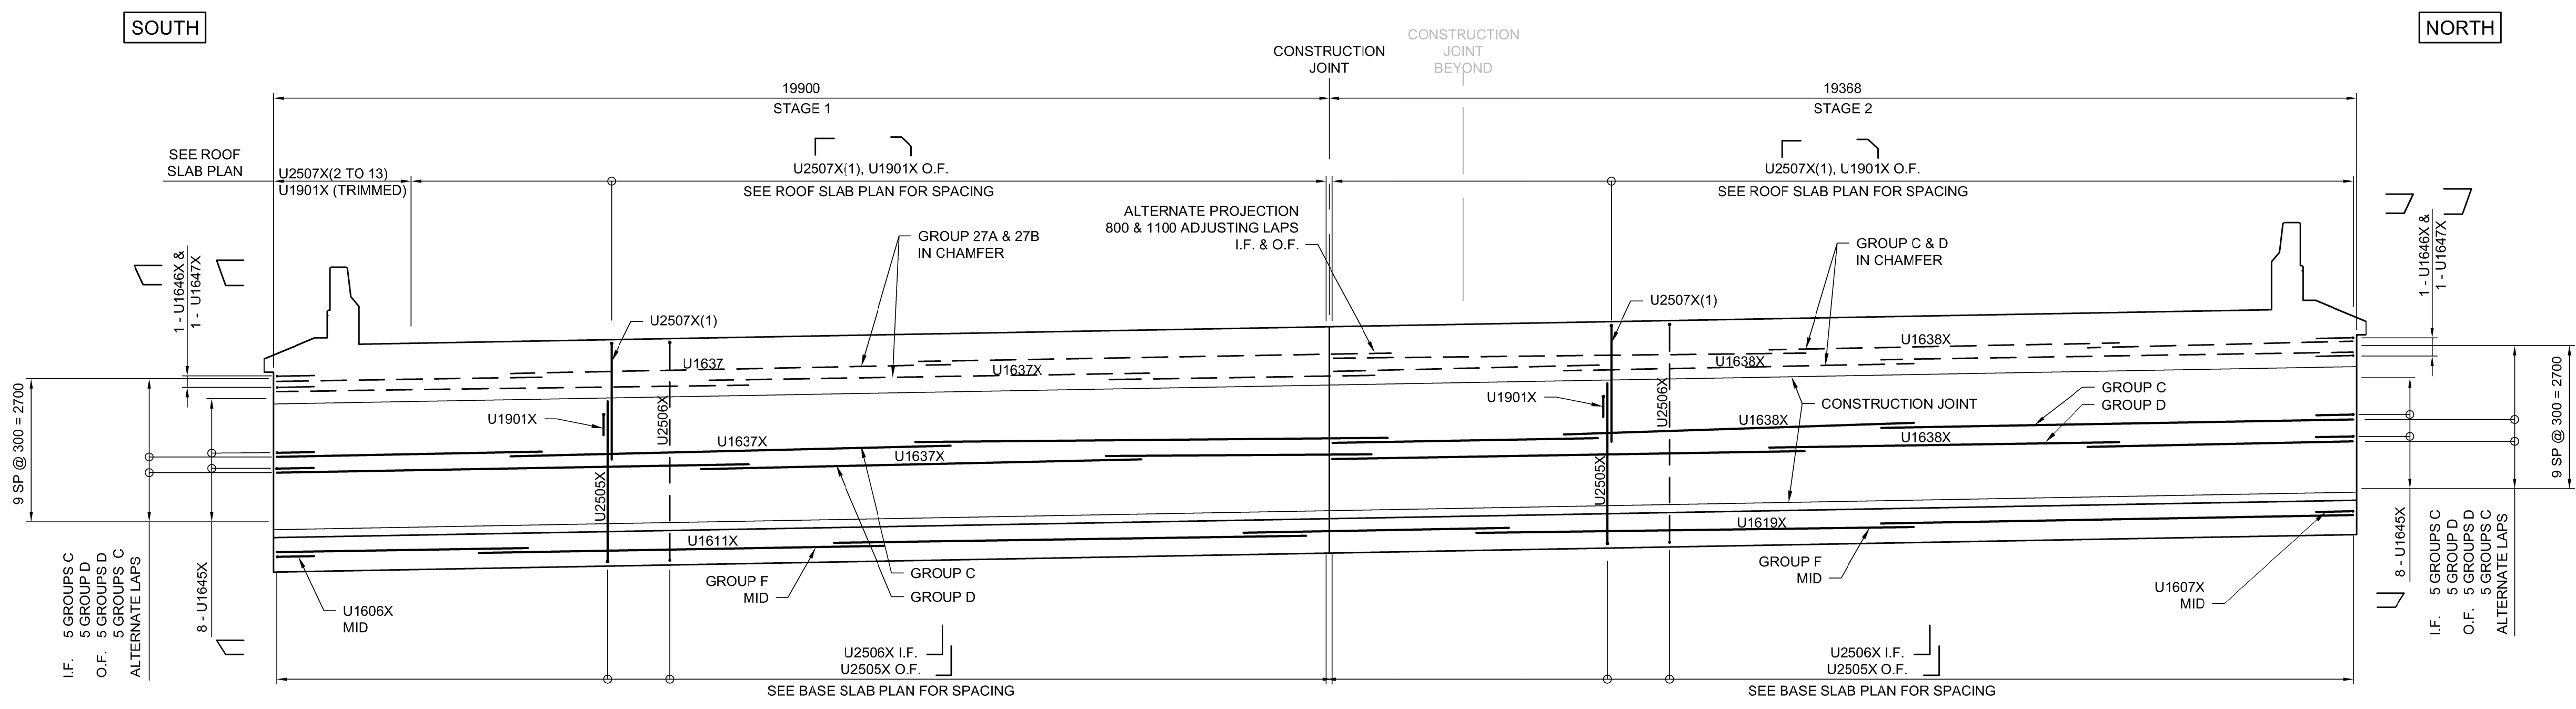 SOUTH
NORTH
CONSTRUCTION
JOINT
CONSTRUCTION
JOINT
BEYOND
19900
STAGE 1
19368
STAGE 2
SEE ROOF
SLAB PLAN
U2507X(2 TO 13)
U1901X (TRIMMED)
U2507X(1), U1901X O.F.
SEE ROOF SLAB PLAN FOR SPACING
U2507X(1), U1901X O.F.
SEE ROOF SLAB PLAN FOR SPACING
ALTERNATE PROJECTION
800 & 1100 ADJUSTING LAPS
I.F. & O.F.
GROUP 27A & 27B
IN CHAMFER
GROUP C & D
IN CHAMFER
1 - U1646X &
1 - U1647X
1 - U1646X &
1 - U1647X
U2507X(1)
U2507X(1)
U1637
U1637X
U1638X
U1638X
9 SP @ 300 = 2700
9 SP @ 300 = 2700
U1901X
U2506X
U1901X
U2506X
GROUP C
GROUP D
CONSTRUCTION JOINT
U1637X
U1637X
U1638X
U1638X
U2505X
U2505X
U1611X
U1619X
GROUP F
MID
GROUP C
GROUP D
GROUP F
MID
U1606X
MID
U1607X
MID
I.F. 5 GROUPS C
5 GROUP D
O.F. 5 GROUPS D
5 GROUPS C
ALTERNATE LAPS
8 - U1645X
8 - U1645X
I.F. 5 GROUPS C
5 GROUP D
O.F. 5 GROUPS D
5 GROUPS C
ALTERNATE LAPS
U2506X I.F.
U2505X O.F.
SEE BASE SLAB PLAN FOR SPACING
U2506X I.F.
U2505X O.F.
SEE BASE SLAB PLAN FOR SPACING